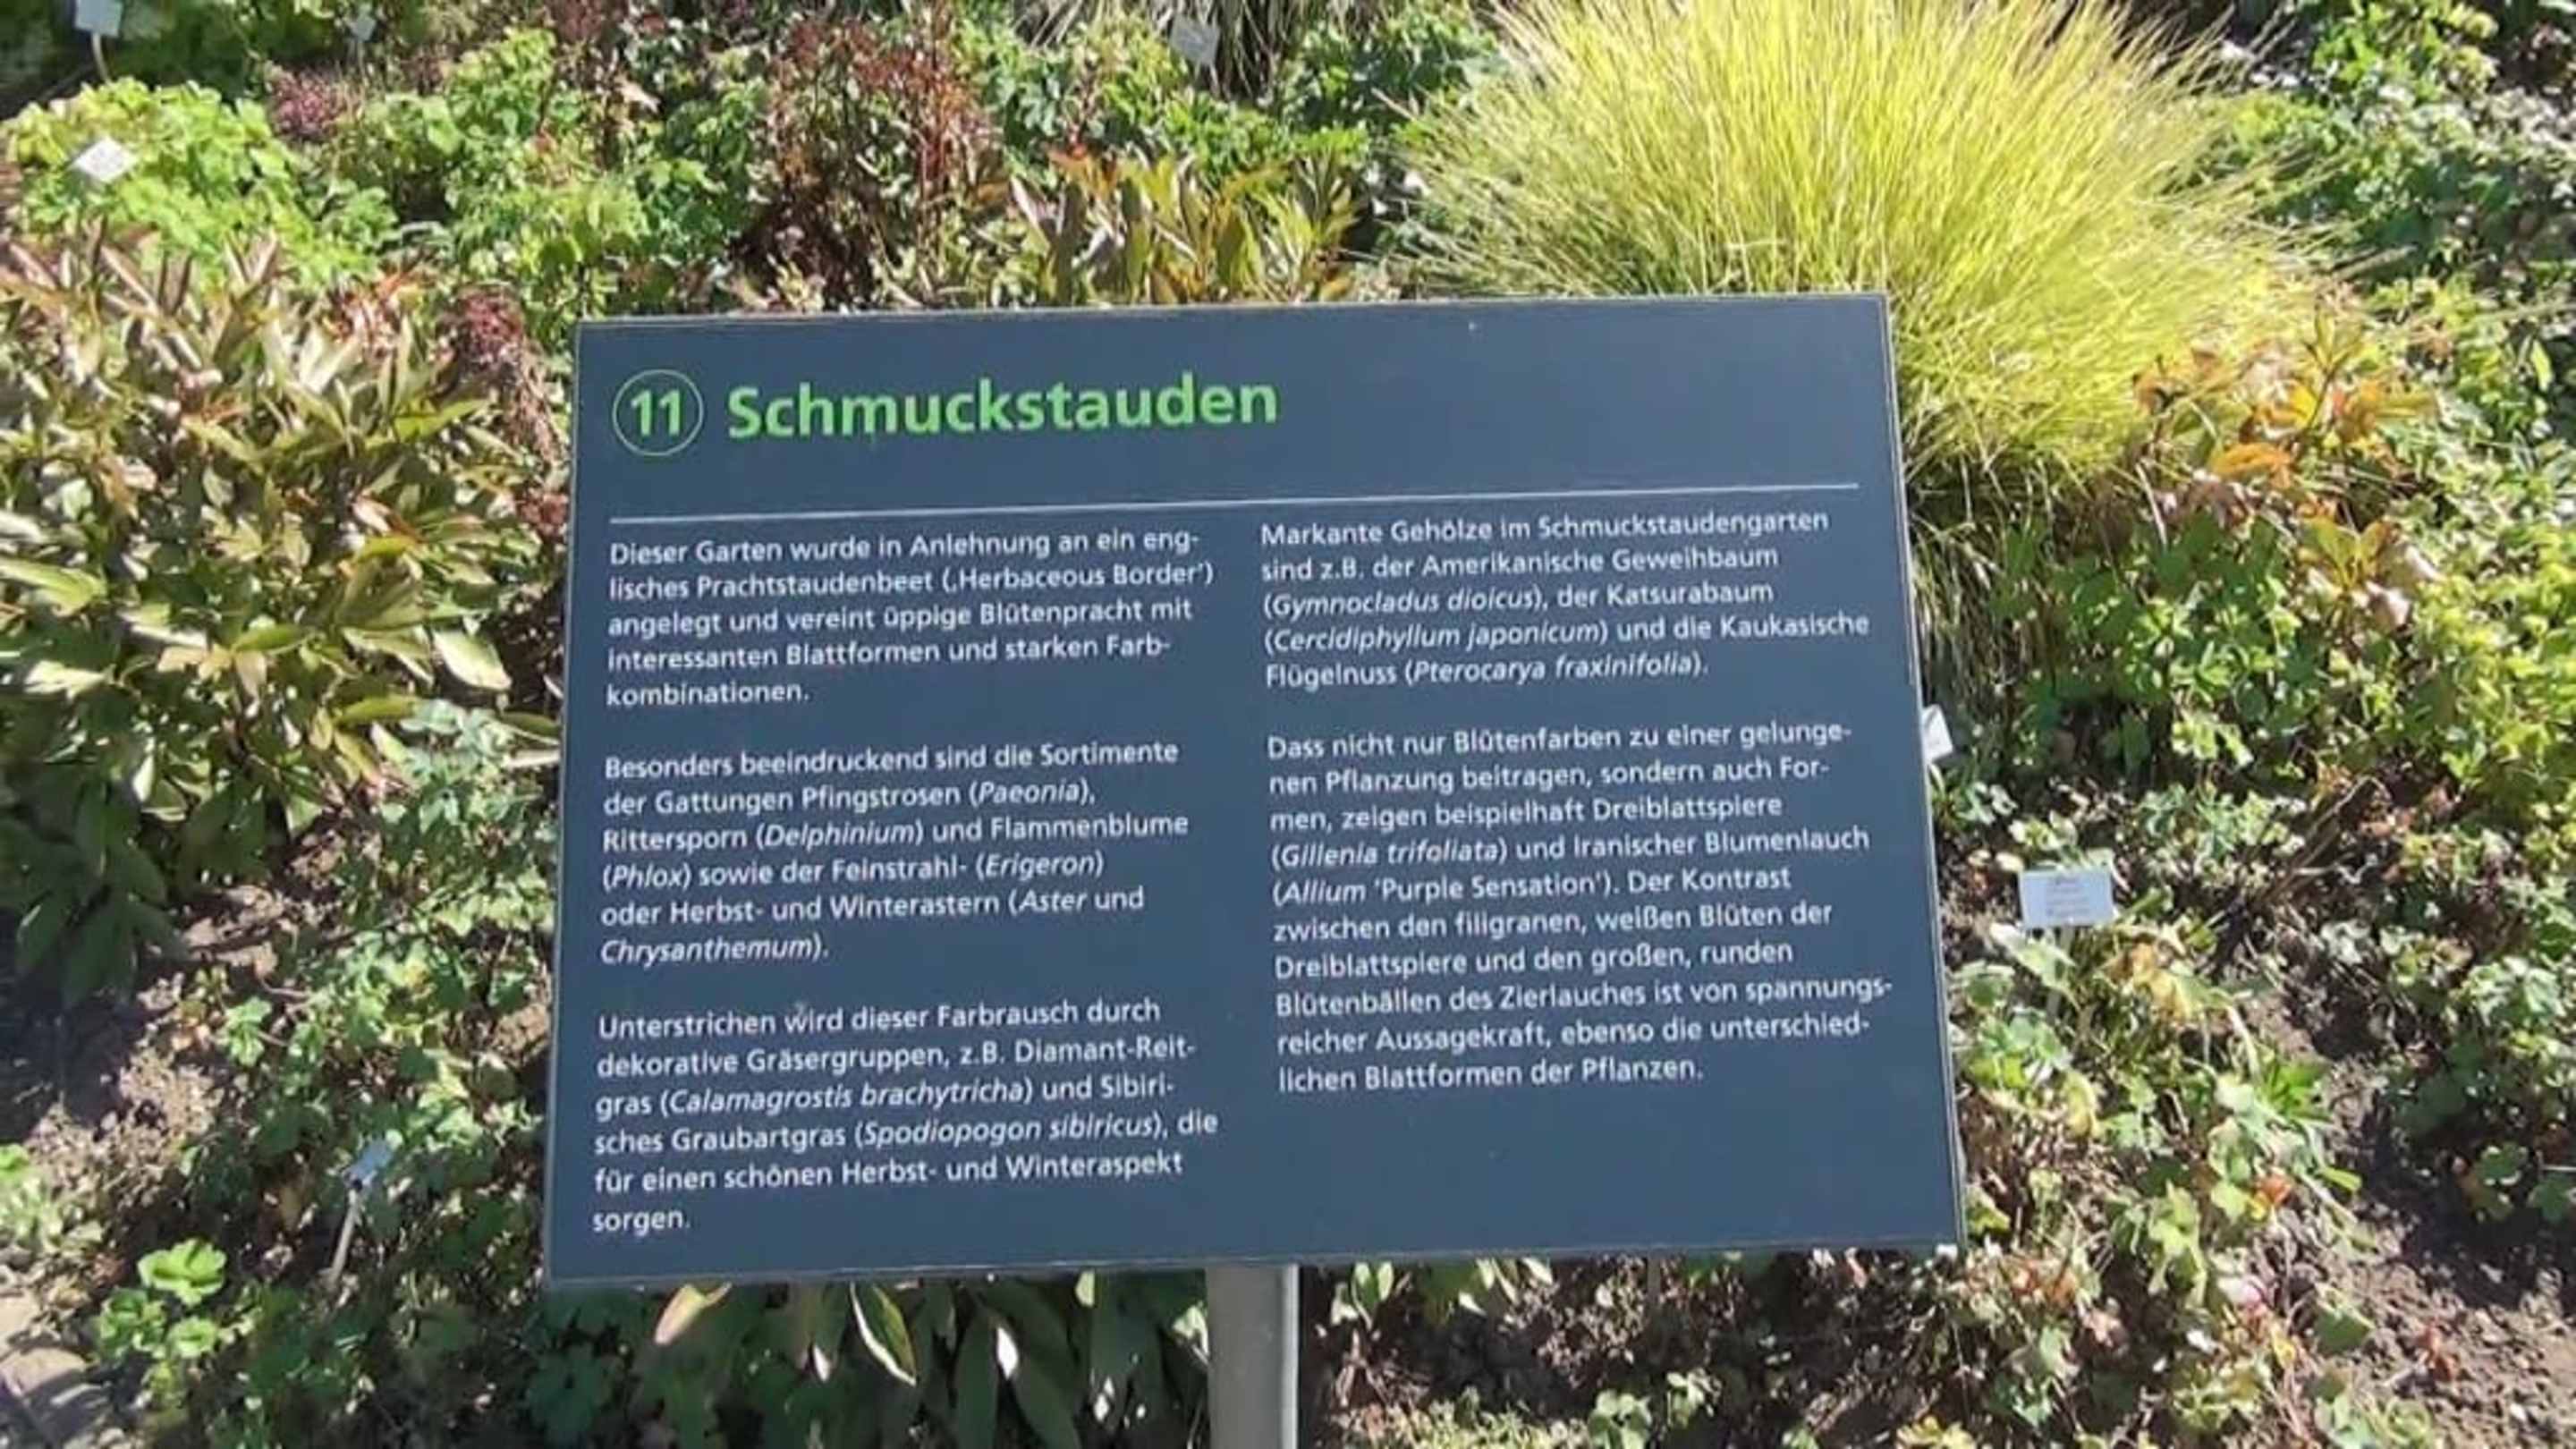 11 Schmuckstauden
Dieser Garten wurde in Anlehnung an ein eng-
lisches Prachtstaudenbeet (‚Herbaceous Border')
angelegt und vereint üppige Blütenpracht mit
interessanten Blattformen und starken Farb-
kombinationen.
Besonders beeindruckend sind die Sortimente
der Gattungen Pfingstrosen (Paeonia),
Rittersporn (Delphinium) und Flammenblume
(Phlox) sowie der Feinstrahl- (Erigeron)
oder Herbst- und Winterastern (Aster und
Chrysanthemum).
Unterstrichen wird dieser Farbrausch durch
dekorative Gräsergruppen, z.B. Diamant-Reit-
gras (Calamagrostis brachytricha) und Sibiri-
sches Graubartgras (Spodiopogon sibiricus), die
für einen schönen Herbst- und Winteraspekt
sorgen.
Markante Gehölze im Schmuckstaudengarten
sind z.B. der Amerikanische Geweihbaum
(Gymnocladus dioicus), der Katsurabaum
(Cercidiphyllum japonicum) und die Kaukasische
Flügelnuss (Pterocarya fraxinifolia).
Dass nicht nur Blütenfarben zu einer gelunge-
nen Pflanzung beitragen, sondern auch For-
men, zeigen beispielhaft Dreiblattspiere
(Gillenia trifoliata) und Iranischer Blumenlauch
(Allium 'Purple Sensation'). Der Kontrast
zwischen den filigranen, weißen Blüten der
Dreiblattspiere und den großen, runden
Blütenbällen des Zierlauches ist von spannungs-
reicher Aussagekraft, ebenso die unterschied-
lichen Blattformen der Pflanzen.